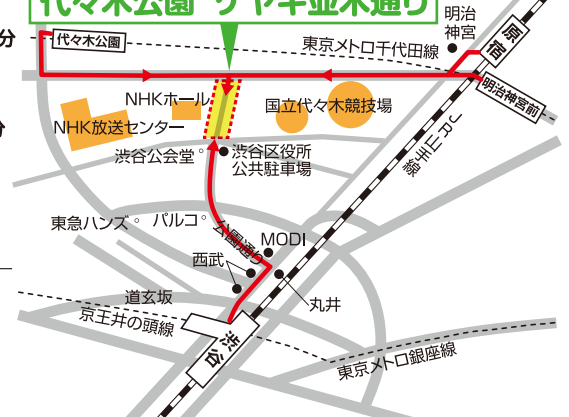 代々木公園 ケヤキ並木通り
分
代々木公園
明治
神宮
原宿
東京メトロ千代田線
明治神宮前
NHKホール
国立代々木競技場
NHK放送センター
分
渋谷公会堂
渋谷区役所
公共駐車場
JR山手線
東急ハンズ
パルコ
公園通り
MODI
西武
丸井
道玄坂
京王井の頭線
渋谷
東京メトロ銀座線